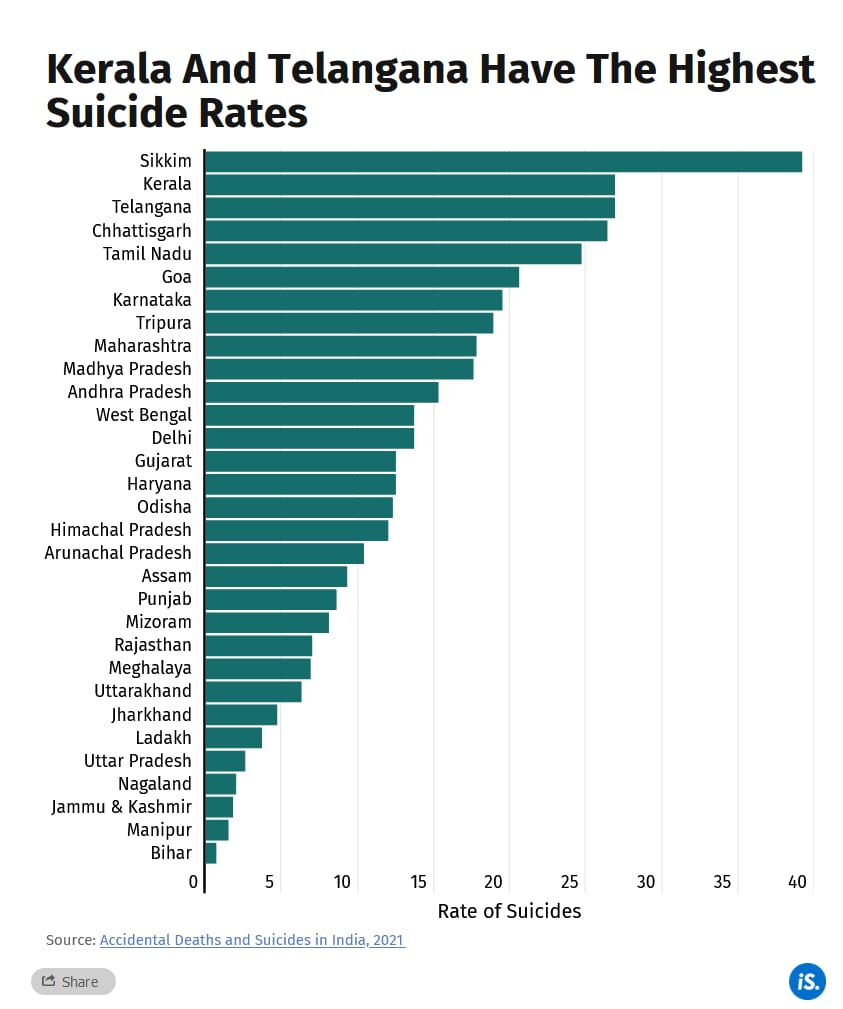 Kerala And Telangana Have The Highest
Suicide Rates
Sikkim
Kerala
Telangana
Chhattisgarh
Tamil Nadu
Goa
Karnataka
Tripura
Maharashtra
Madhya Pradesh
Andhra Pradesh
West Bengal
Delhi
Gujarat
Haryana
Odisha
Himachal Pradesh
Arunachal Pradesh
Assam
Punjab
Mizoram
Rajasthan
Meghalaya
Uttarakhand
Jharkhand
Ladakh
Uttar Pradesh
Nagaland
Jammu & Kashmir
Manipur
Bihar
0 5 10 15 20 25 30 35 40
Rate of Suicides
Source: Accidental Deaths and Suicides in India, 2021
Share
iS.